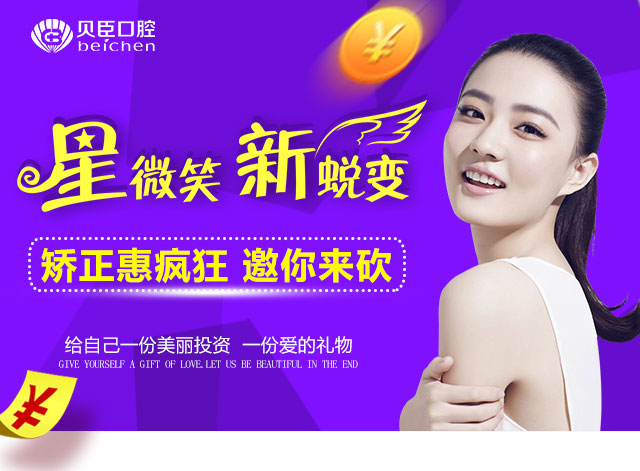 贝臣口腔
beichen
星微笑 新蜕变
矫正惠疯狂 邀你来砍
给自己一份美丽投资 一份爱的礼物
GIVE YOURSELF A GIFT OF LOVE.LET US BE BEAUTIFUL IN THE END
¥
¥